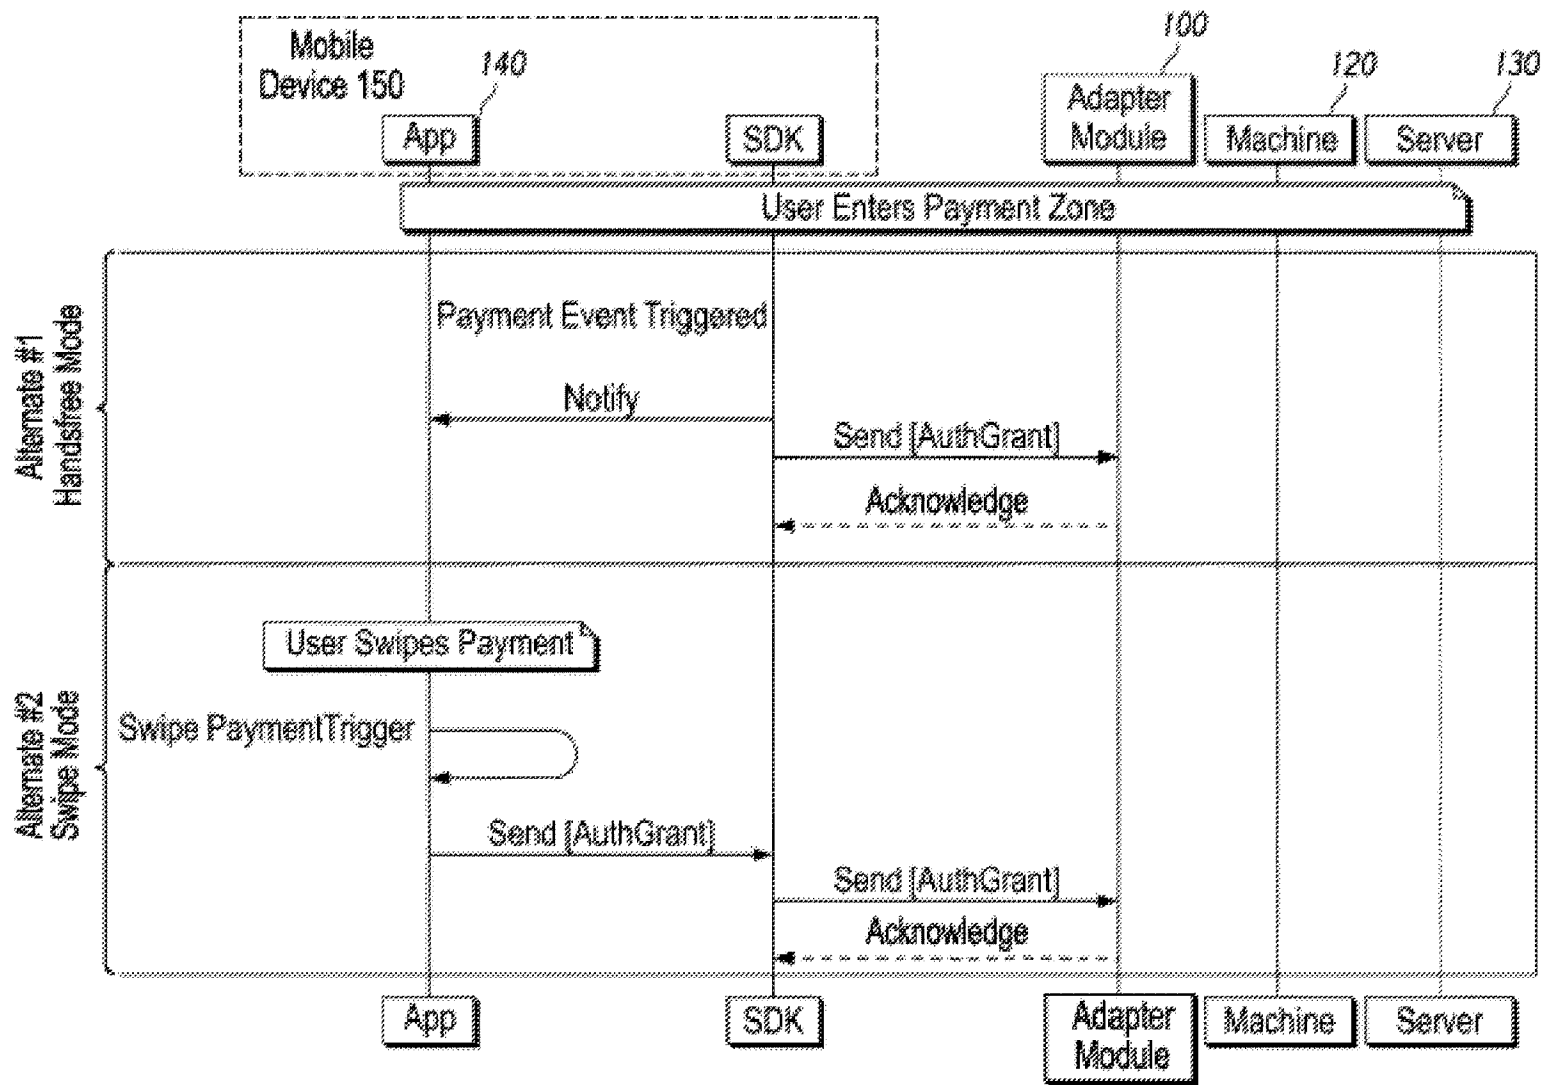 Mobile
Device 150
140
100
120
130
App
SDK
Adapter
Module
Machine
Server
User Enters Payment Zone
Alternate #1
Handsfree Mode
Payment Event Triggered
Notify
Send [AuthGrant]
Acknowledge
Alternate #2
Swipe Mode
User Swipes Payment
Swipe PaymentTrigger
Send [AuthGrant]
Send [AuthGrant]
Acknowledge
App
SDK
Adapter
Module
Machine
Server